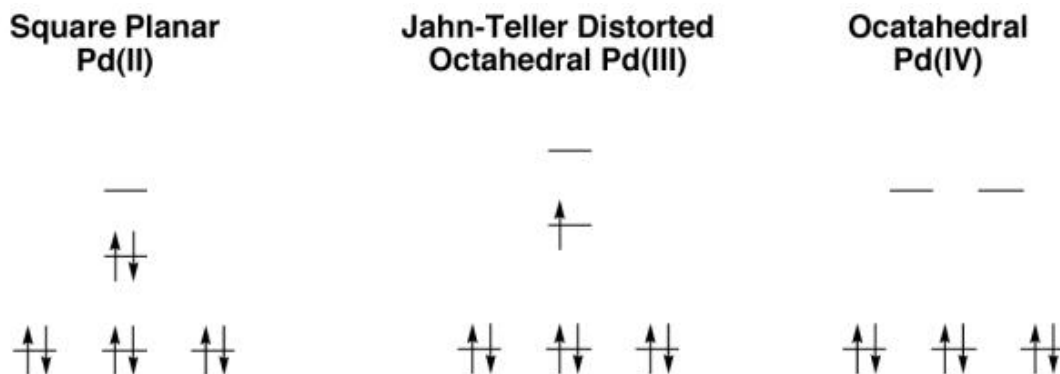 Square Planar
Pd(II)
Jahn-Teller Distorted
Octahedral Pd(III)
Ocatahedral
Pd(IV)